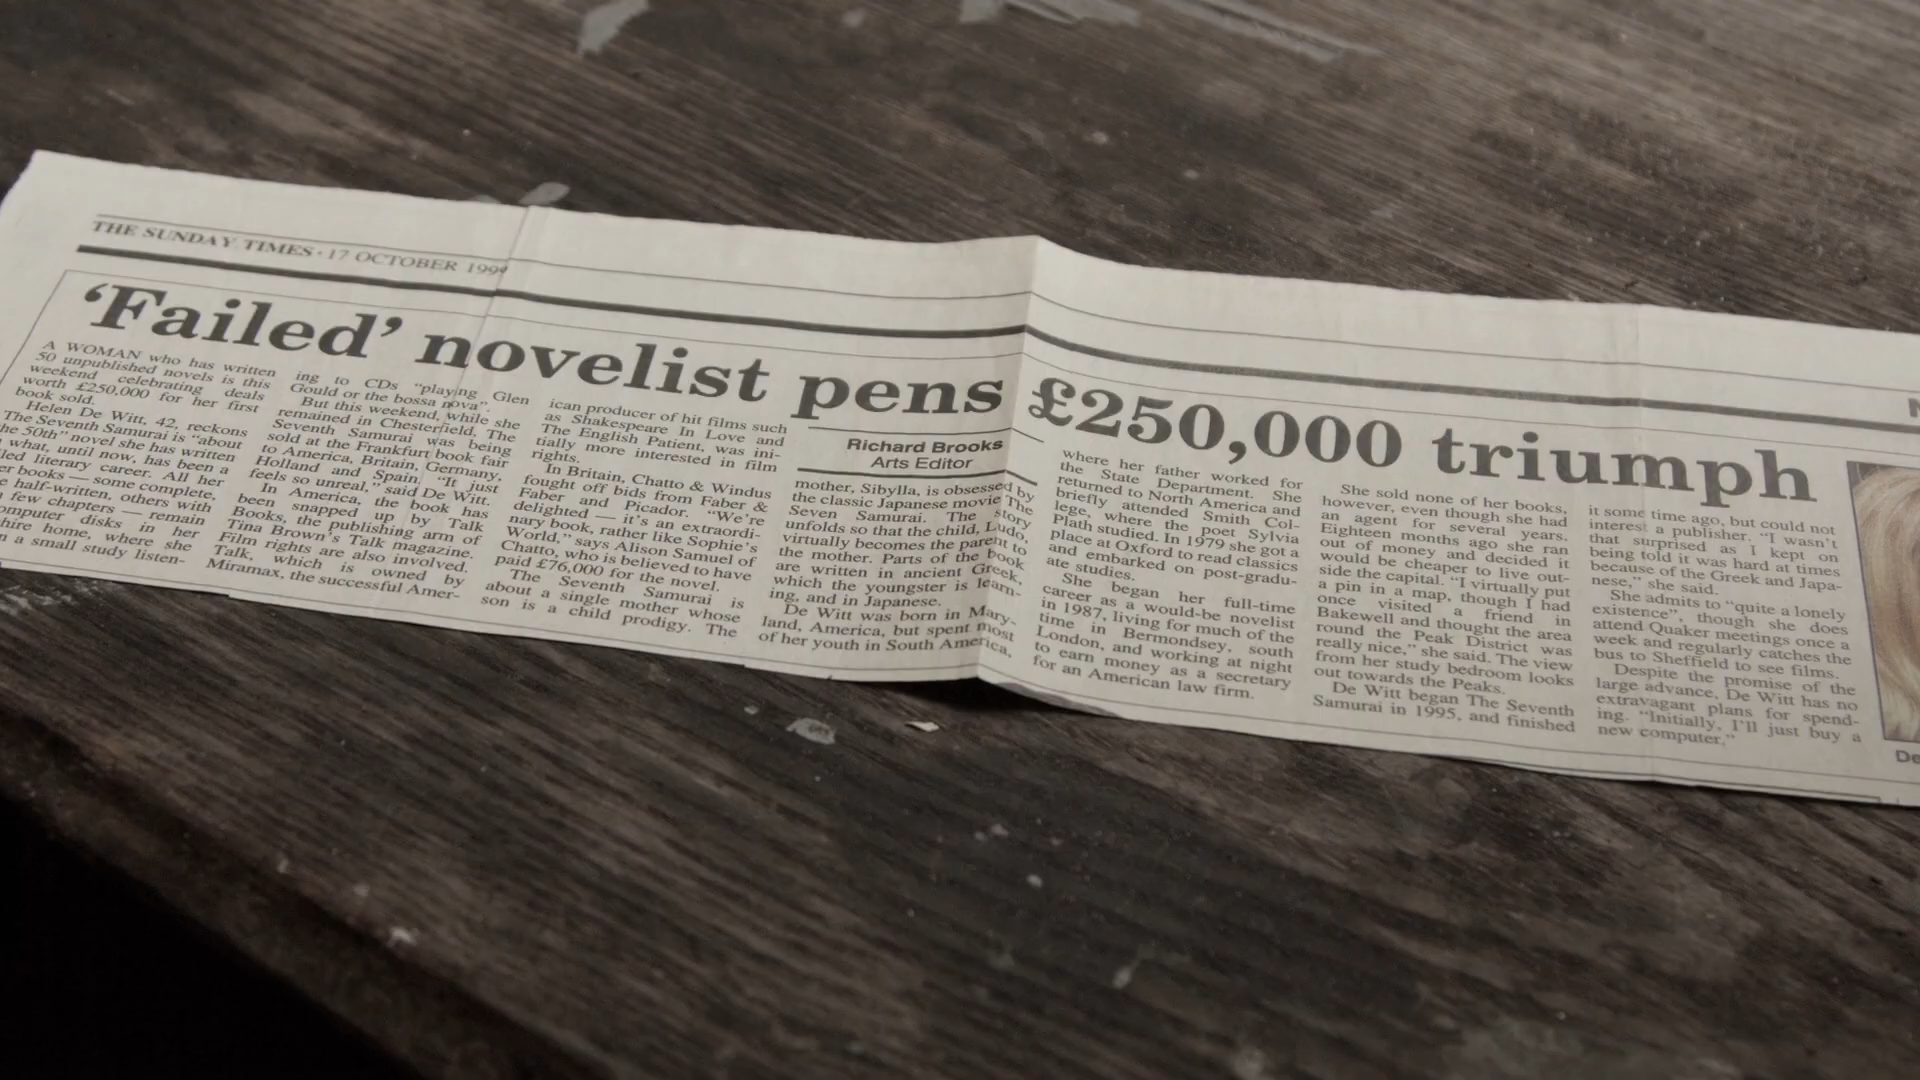 THE SUNDAY TIMES · 17 OCTOBER 1999
'Failed' novelist pens £250,000 triumph
A WOMAN who has written
50 unpublished novels is this
weekend celebrating deals
worth £250,000 for her first
book sold.
Helen De Witt, 42, reckons
The Seventh Samurai is "about
the 50th" novel she has written
what, until now, has been a
literary career. All her
books — some complete,
half-written, others with
few chapters — remain
disks in her
home, where she
a small study listen-
ing to CDs "playing Glen
Gould or the bossa nova".
But this weekend, while she
remained in Chesterfield, The
Seventh Samurai was being
sold at the Frankfurt book fair
to America, Britain, Germany,
Holland and Spain. "It just
feels so unreal," said De Witt.
In America, the book has
been snapped up by Talk
Books, the publishing arm of
Tina Brown's Talk magazine.
Film rights are also involved.
Talk, which is owned by
Miramax, the successful Amer-
ican producer of hit films such
as Shakespeare In Love and
The English Patient, was ini-
tially more interested in film
rights.
In Britain, Chatto & Windus
fought off bids from Faber &
Faber and Picador. "We're
delighted — it's an extraordi-
nary book, rather like Sophie's
World," says Alison Samuel of
Chatto, who is believed to have
paid £76,000 for the novel.
The Seventh Samurai is
about a single mother whose
son is a child prodigy. The
Richard Brooks
Arts Editor
mother, Sibylla, is obsessed by
the classic Japanese movie The
Seven Samurai. The story
unfolds so that the child, Ludo,
virtually becomes the parent to
the mother. Parts of the book
are written in ancient Greek,
which the youngster is learn-
ing, and in Japanese.
De Witt was born in Mary-
land, America, but spent most
of her youth in South America,
where her father worked for
the State Department. She
returned to North America and
briefly attended Smith Col-
lege, where the poet Sylvia
Plath studied. In 1979 she got a
place at Oxford to read classics
and embarked on post-gradu-
ate studies.
She began her full-time
career as a would-be novelist
in 1987, living for much of the
time in Bermondsey, south
London, and working at night
to earn money as a secretary
for an American law firm.
She sold none of her books,
however, even though she had
an agent for several years.
Eighteen months ago she ran
out of money and decided it
would be cheaper to live out-
side the capital. "I virtually put
a pin in a map, though I had
once visited a friend in
Bakewell and thought the area
round the Peak District was
really nice," she said. The view
from her study bedroom looks
out towards the Peaks.
De Witt began The Seventh
Samurai in 1995, and finished
it some time ago, but could not
interest a publisher. "I wasn't
that surprised as I kept on
being told it was hard at times
because of the Greek and Japa-
nese," she said.
She admits to "quite a lonely
existence", though she does
attend Quaker meetings once a
week and regularly catches the
bus to Sheffield to see films.
Despite the promise of the
large advance, De Witt has no
extravagant plans for spend-
ing. "Initially, I'll just buy a
new computer."